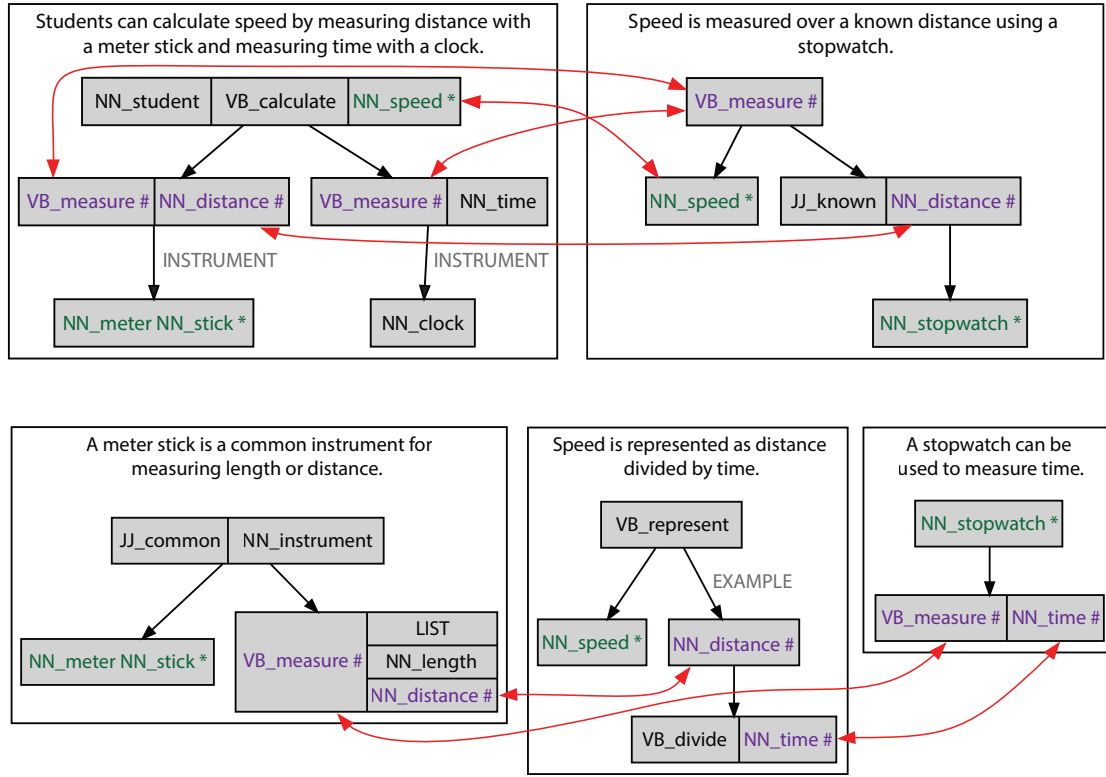 Students can calculate speed by measuring distance with
a meter stick and measuring time with a clock.
NN_student VB_calculate NN_speed *
VB_measure # NN_distance # VB_measure # NN_time
INSTRUMENT INSTRUMENT
NN_meter NN_stick * NN_clock
Speed is measured over a known distance using a
stopwatch.
VB_measure #
NN_speed * JJ_known NN_distance #
NN_stopwatch *
A meter stick is a common instrument for
measuring length or distance.
JJ_common NN_instrument
NN_meter NN_stick * VB_measure # LIST
NN_length
NN_distance #
Speed is represented as distance
divided by time.
VB_represent
EXAMPLE
NN_speed * NN_distance #
VB_divide NN_time #
A stopwatch can be
used to measure time.
NN_stopwatch *
VB_measure # NN_time #